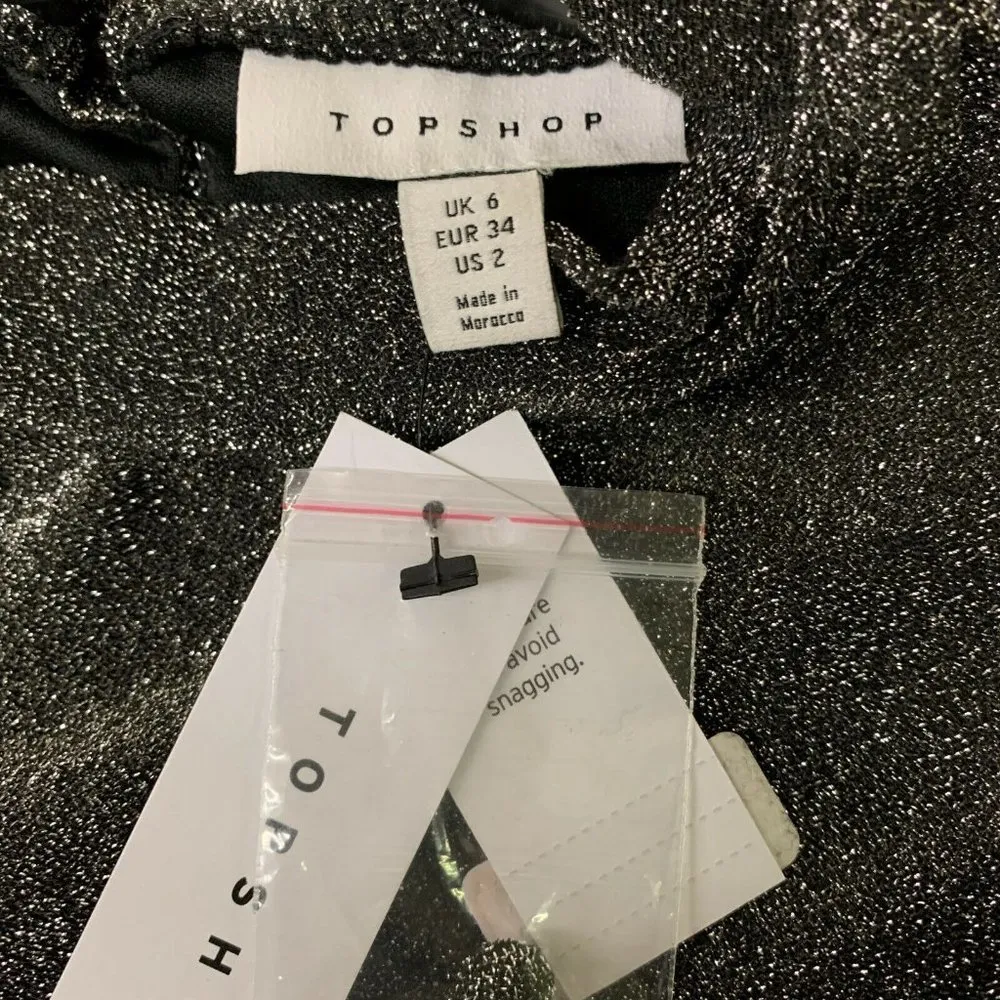 TOPSHOP
UK 6
EUR 34
US 2
Made in
Morocco
avoid
snagging.
TOPSH